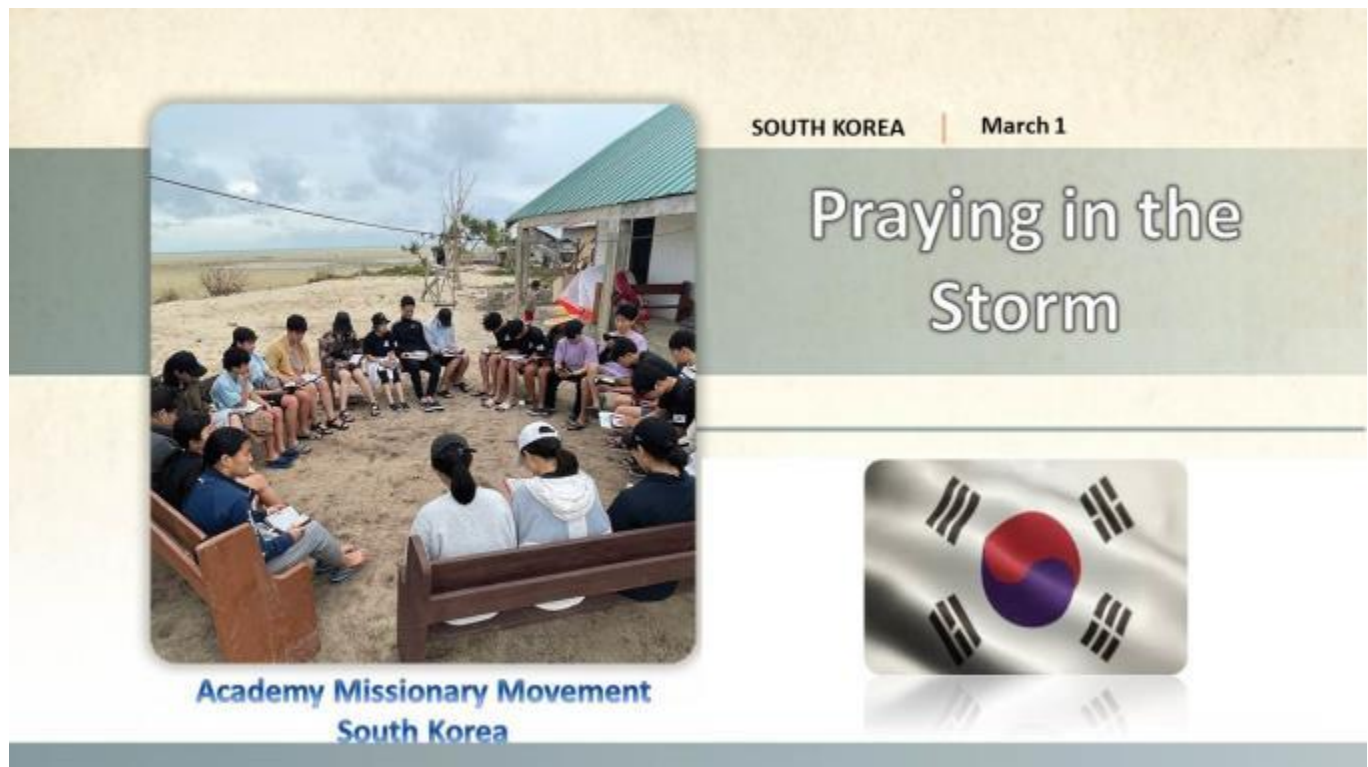 SOUTH KOREA | March 1
Praying in the
Storm
Academy Missionary Movement
South Korea